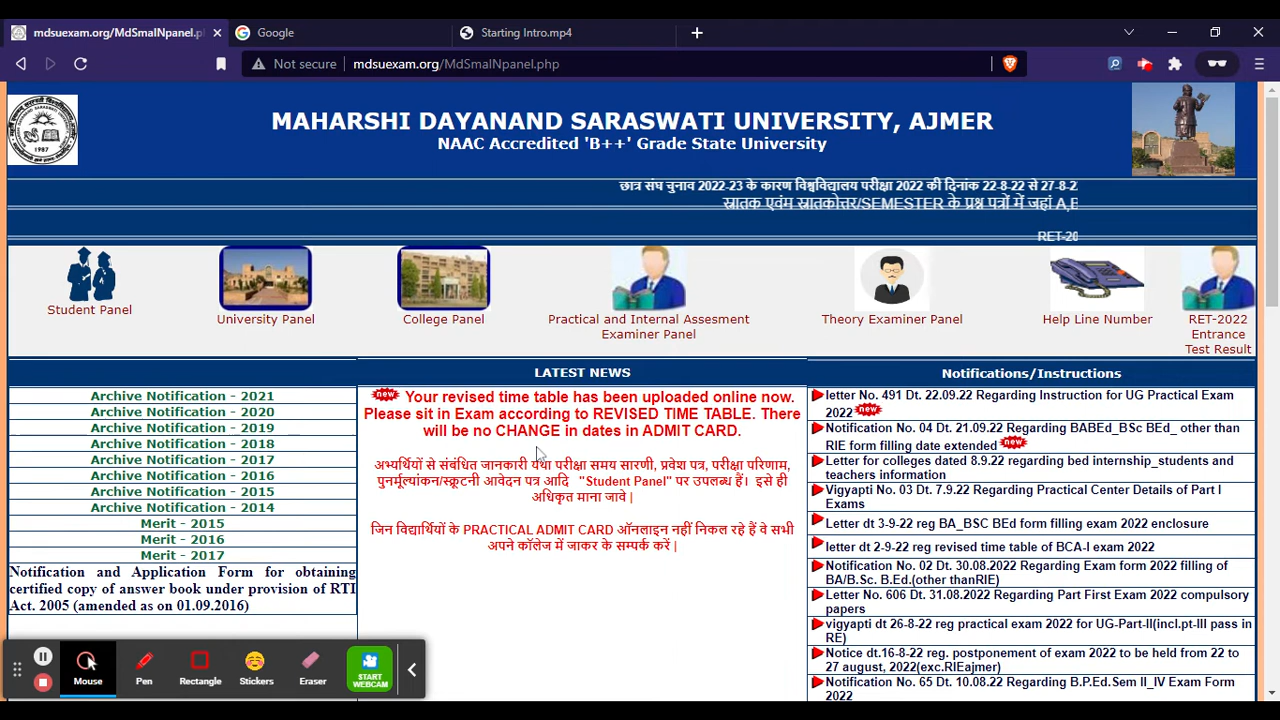 mdsuexam.org/MdSmalNpanel.p
Google
Starting Intro.mp4
Not secure
mdsuexam.org/MdSmalNpanel.php
MAHARSHI DAYANAND SARASWATI UNIVERSITY, AJMER
NAAC Accredited 'B++' Grade State University
1987
छात्र संघ चुनाव 2022-23 के कारण विश्वविद्यालय परीक्षा 2022 की दिनांक 22-8-22 से 27-8-2
स्नातक एवंम स्नातकोत्तर/SEMESTER के प्रश्न पत्रों में जहां A,B
RET-20
Student Panel
University Panel
College Panel
Practical and Internal Assesment
Examiner Panel
Theory Examiner Panel
Help Line Number
RET-2022
Entrance
Test Result
Archive Notification - 2021
Archive Notification - 2020
Archive Notification - 2019
Archive Notification - 2018
Archive Notification - 2017
Archive Notification - 2016
Archive Notification - 2015
Archive Notification - 2014
Merit - 2015
Merit - 2016
Merit - 2017
Notification and Application Form for obtaining
certified copy of answer book under provision of RTI
Act. 2005 (amended as on 01.09.2016)
LATEST NEWS
new Your revised time table has been uploaded online now.
Please sit in Exam according to REVISED TIME TABLE. There
will be no CHANGE in dates in ADMIT CARD.
अभ्यर्थियों से संबंधित जानकारी यथा परीक्षा समय सारणी, प्रवेश पत्र, परीक्षा परिणाम,
पुनर्मूल्यांकन/स्क्रूटनी आवेदन पत्र आदि "Student Panel" पर उपलब्ध हैं। इसे ही
अधिकृत माना जावे |
जिन विद्यार्थियों के PRACTICAL ADMIT CARD ऑनलाइन नहीं निकल रहे हैं वे सभी
अपने कॉलेज में जाकर के सम्पर्क करें |
Notifications/Instructions
letter No. 491 Dt. 22.09.22 Regarding Instruction for UG Practical Exam
2022 new
Notification No. 04 Dt. 21.09.22 Regarding BABEd_BSc BEd_ other than
RIE form filling date extended new
Letter for colleges dated 8.9.22 regarding bed internship_students and
teachers information
Vigyapti No. 03 Dt. 7.9.22 Regarding Practical Center Details of Part I
Exams
Letter dt 3-9-22 reg BA_BSC BEd form filling exam 2022 enclosure
letter dt 2-9-22 reg revised time table of BCA-I exam 2022
Notification No. 02 Dt. 30.08.2022 Regarding Exam form 2022 filling of
BA/B.Sc. B.Ed.(other thanRIE)
Letter No. 606 Dt. 31.08.2022 Regarding Part First Exam 2022 compulsory
papers
vigyapti dt 26-8-22 reg practical exam 2022 for UG-Part-II(incl.pt-III pass in
RE)
Notice dt.16-8-22 reg. postponement of exam 2022 to be held from 22 to
27 august, 2022(exc.RIEajmer)
Notification No. 65 Dt. 10.08.22 Regarding B.P.Ed.Sem II_IV Exam Form
2022
Mouse
Pen
Rectangle
Stickers
Eraser
START
WEBCAM